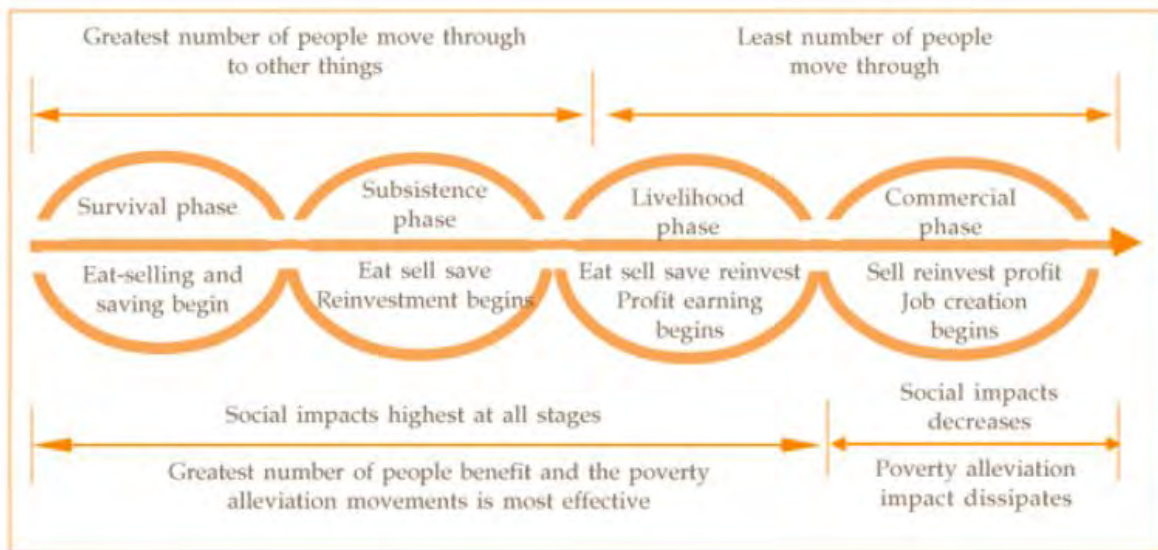 Greatest number of people move through
to other things
Least number of people
move through
Survival phase
Subsistence
phase
Livelihood
phase
Commercial
phase
Eat-selling and
saving begin
Eat sell save
Reinvestment begins
Eat sell save reinvest
Profit earning
begins
Sell reinvest profit
Job creation
begins
Social impacts highest at all stages
Greatest number of people benefit and the poverty
alleviation movements is most effective
Social impacts
decreases
Poverty alleviation
impact dissipates